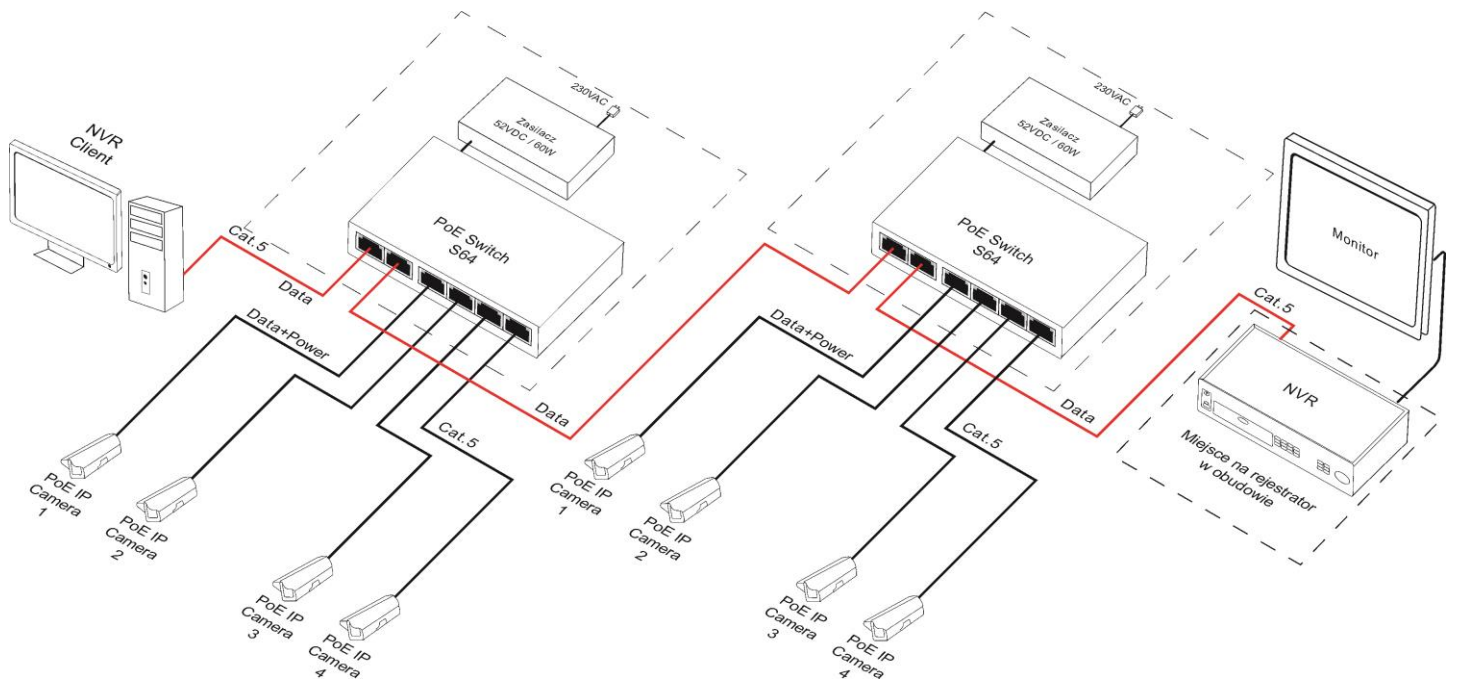 NVR
Client
230VAC
Zasilacz
52VDC / 60W
PoE Switch
S64
Cat.5
Data
Data+Power
Data
Cat.5
PoE IP
Camera
1
PoE IP
Camera
2
PoE IP
Camera
3
PoE IP
Camera
4
230VAC
Zasilacz
52VDC / 60W
PoE Switch
S64
Data+Power
Data
Cat.5
Cat.5
PoE IP
Camera
1
PoE IP
Camera
2
PoE IP
Camera
3
PoE IP
Camera
4
Monitor
NVR
Miejsce na rejestrator
w obudowie